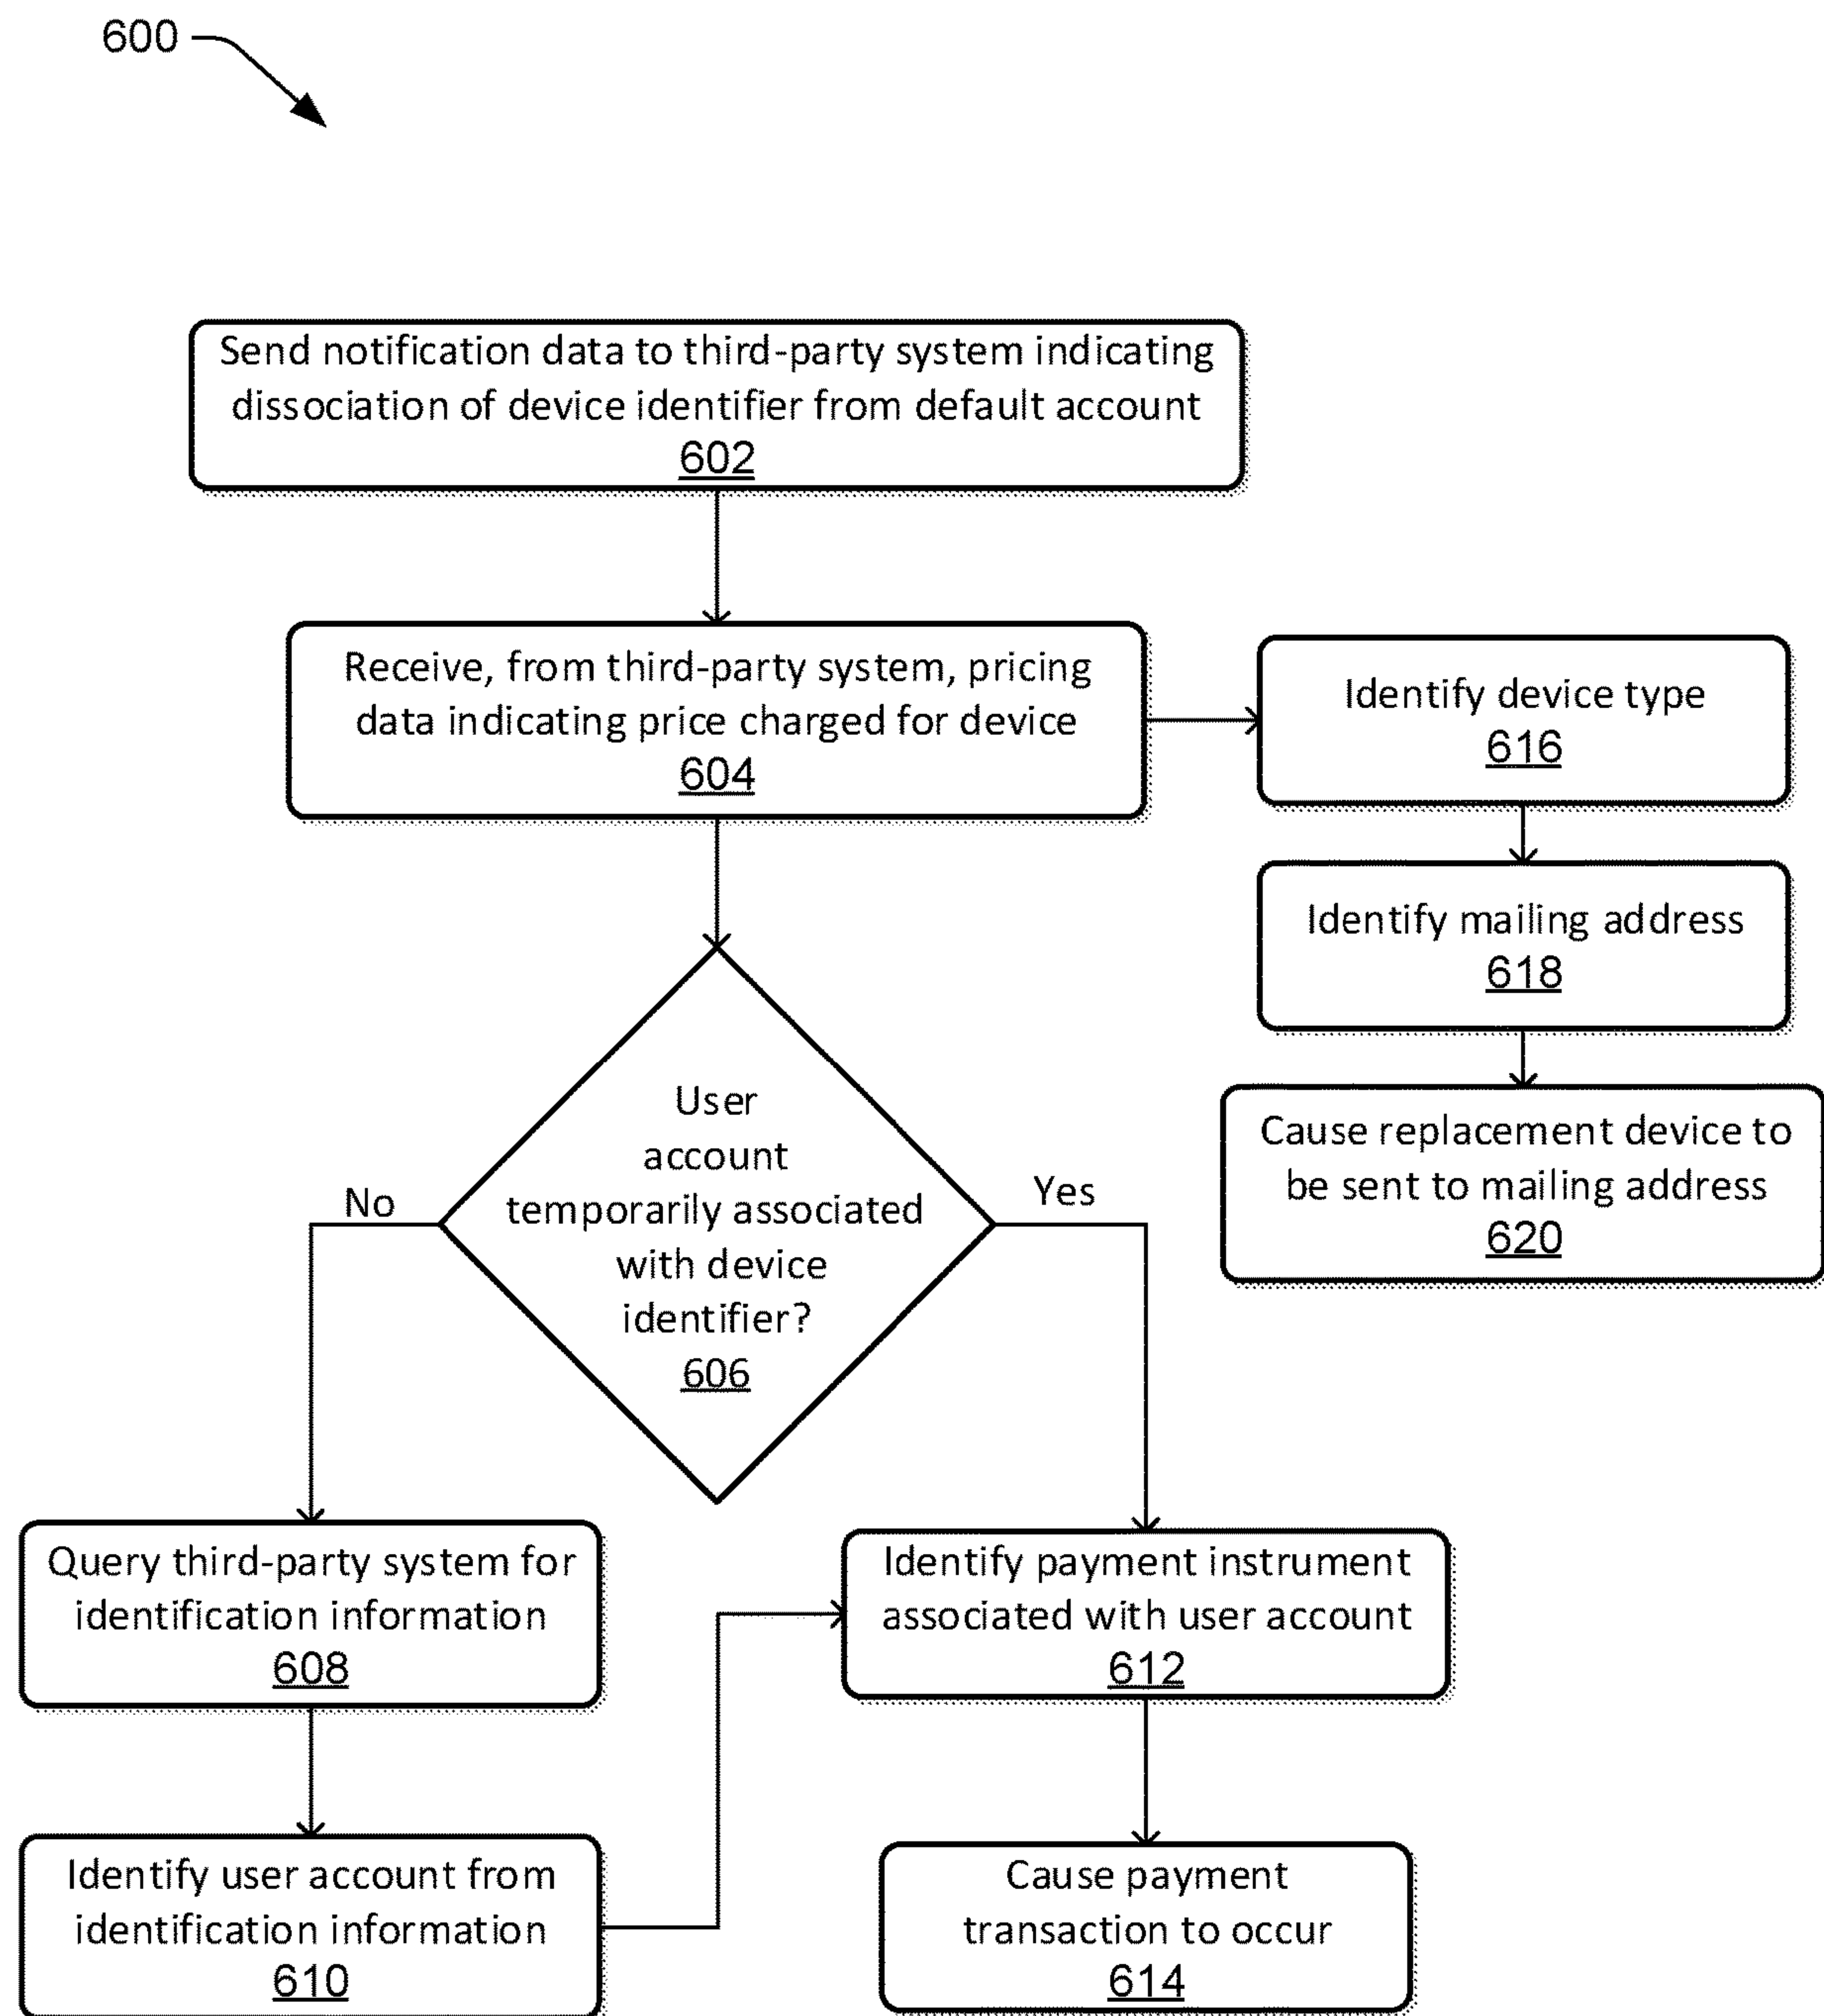 600
Send notification data to third-party system indicating
dissociation of device identifier from default account
602
Receive, from third-party system, pricing
data indicating price charged for device
604
Identify device type
616
Identify mailing address
618
Cause replacement device to
be sent to mailing address
620
User
account
temporarily associated
with device
identifier?
606
No
Yes
Query third-party system for
identification information
608
Identify user account from
identification information
610
Identify payment instrument
associated with user account
612
Cause payment
transaction to occur
614